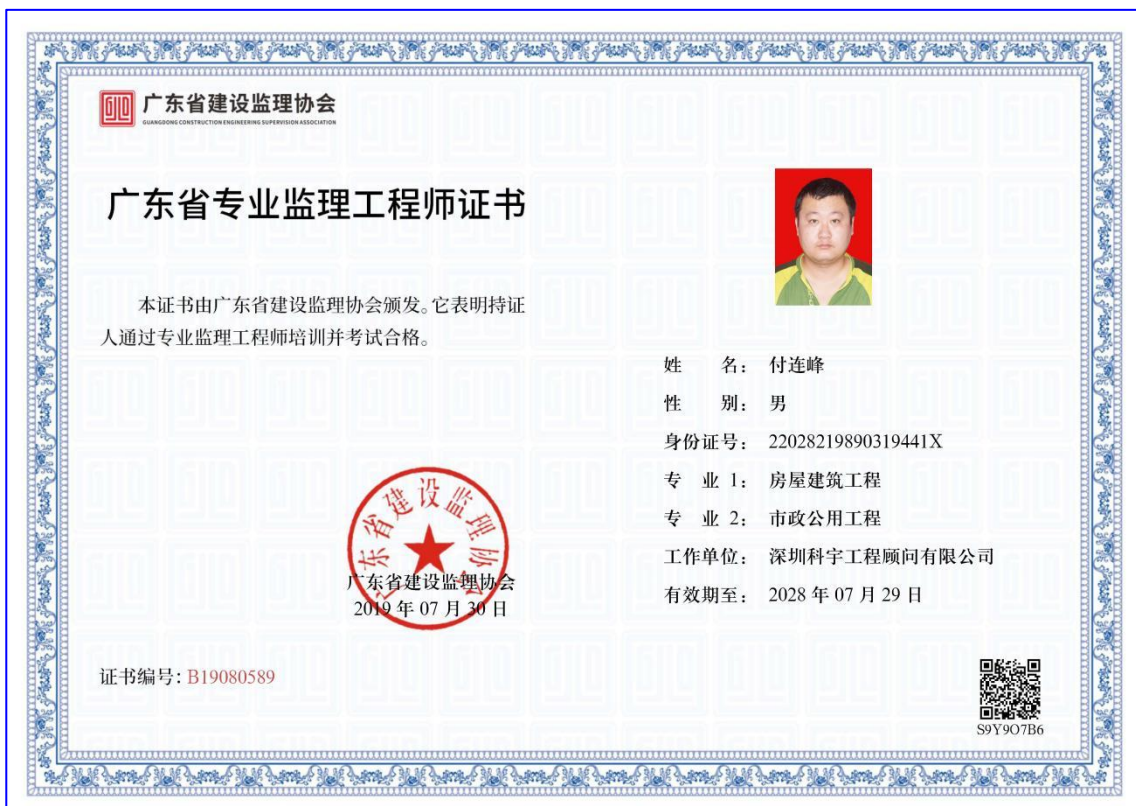 广东省建设监理协会
GUANGDONG CONSTRUCTION ENGINEERING SUPERVISION ASSOCIATION
广东省专业监理工程师证书
本证书由广东省建设监理协会颁发。它表明持证
人通过专业监理工程师培训并考试合格。
姓 名： 付连峰
性 别： 男
身份证号： 22028219890319441X
专 业 1： 房屋建筑工程
专 业 2： 市政公用工程
工作单位： 深圳科宇工程顾问有限公司
有效期至： 2028 年 07 月 29 日
广东省建设监理协会
广东省建设监理协会
2019 年 07 月 30 日
证书编号：B19080589
S9Y9O7B6